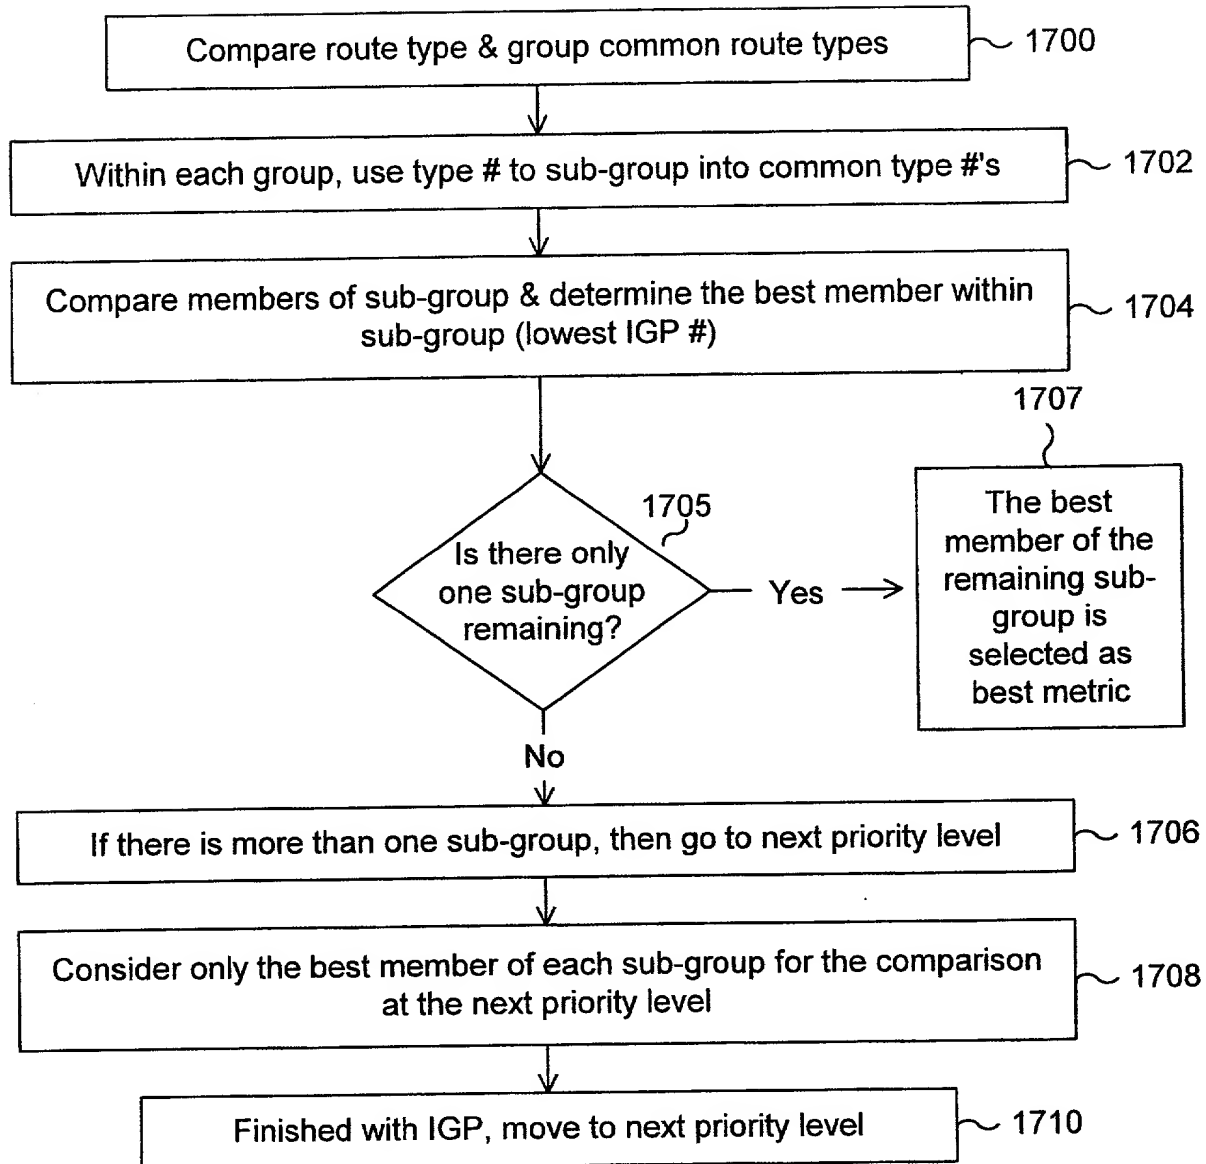 Compare route type & group common route types
1700
Within each group, use type # to sub-group into common type #'s
1702
Compare members of sub-group & determine the best member within
sub-group (lowest IGP #)
1704
1707
1705
Is there only
one sub-group
remaining?
Yes
The best
member of the
remaining sub-
group is
selected as
best metric
No
If there is more than one sub-group, then go to next priority level
1706
Consider only the best member of each sub-group for the comparison
at the next priority level
1708
Finished with IGP, move to next priority level
1710